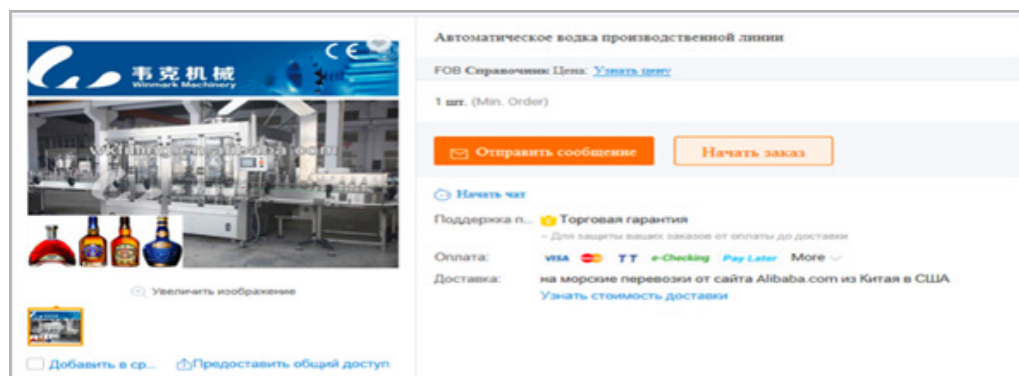 CE
韦克机械
Winmark Machinery
Увеличить изображение
Добавить в ср...
Предоставить общий доступ
Автоматическое водка производственной линии
FOB Справочник Цена: Узнать цену
1 шт. (Min. Order)
Отправить сообщение
Начать заказ
Начать чат
Поддержка п... Торговая гарантия
– Для защиты ваших заказов от оплаты до доставки
Оплата: VISA TT e-Checking Pay Later More
Доставка: на морские перевозки от сайта Alibaba.com из Китая в США
Узнать стоимость доставки